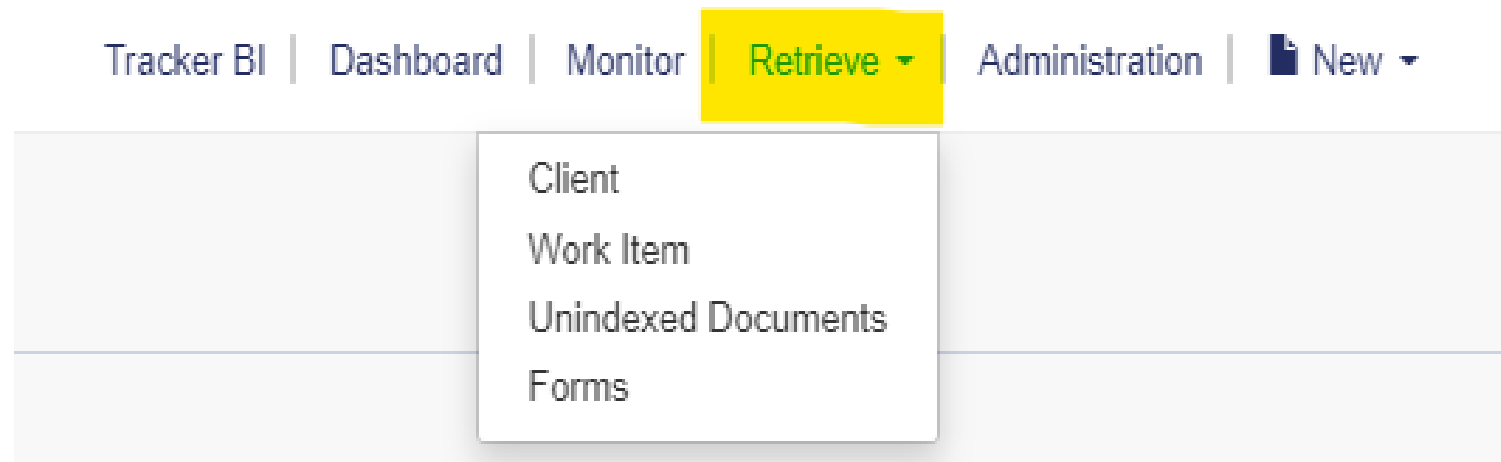 Tracker BI | Dashboard | Monitor | Retrieve | Administration | New
Client
Work Item
Unindexed Documents
Forms